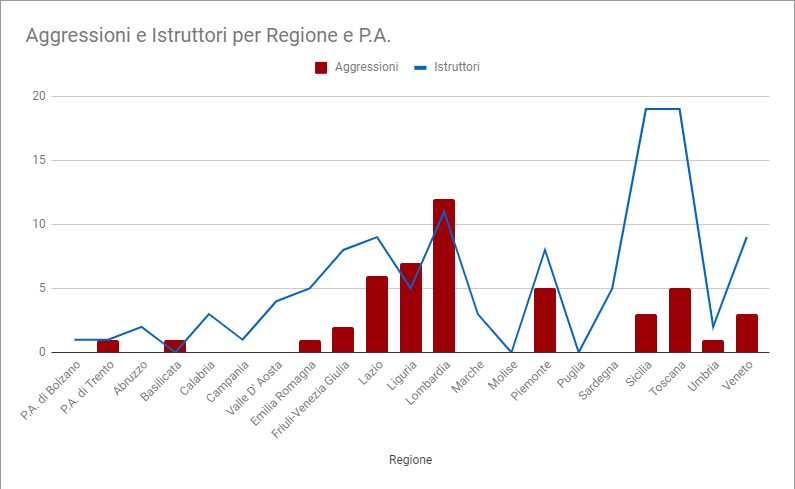 Aggressioni e Istruttori per Regione e P.A.
Aggressioni
Istruttori
20
15
10
5
0
P.A. di Bolzano
P.A. di Trento
Abruzzo
Basilicata
Calabria
Campania
Valle D' Aosta
Emilia Romagna
Friuli-Venezia Giulia
Lazio
Liguria
Lombardia
Marche
Molise
Piemonte
Puglia
Sardegna
Sicilia
Toscana
Umbria
Veneto
Regione